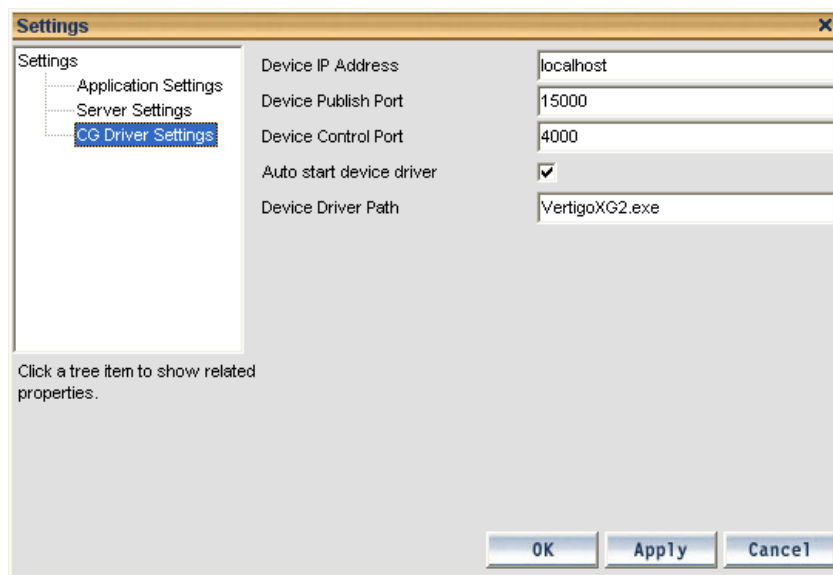 Settings
Settings
Application Settings
Server Settings
CG Driver Settings
Click a tree item to show related
properties.
Device IP Address localhost
Device Publish Port 15000
Device Control Port 4000
Auto start device driver
Device Driver Path VertigoXG2.exe
OK Apply Cancel